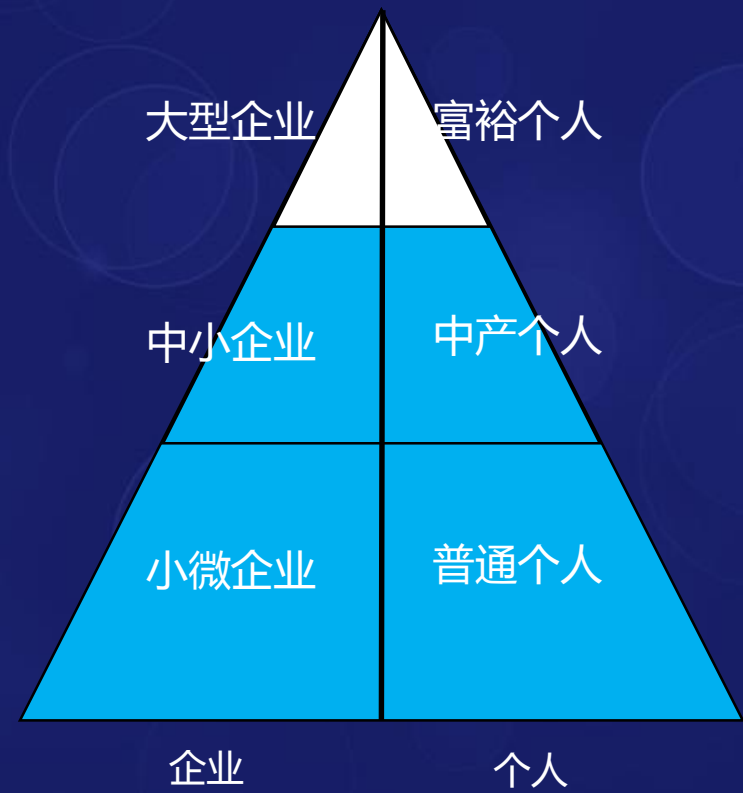 大型企业
富裕个人
中小企业
中产个人
小微企业
普通个人
企业
个人